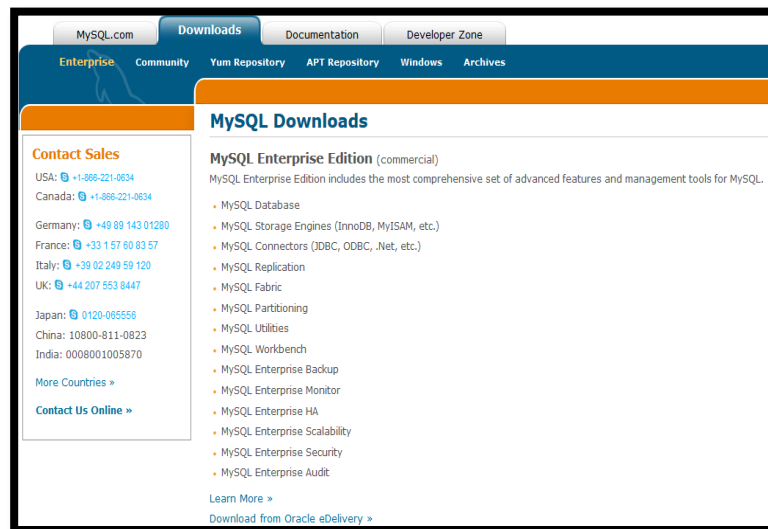 MySQL.com
Downloads
Documentation
Developer Zone
Enterprise
Community
Yum Repository
APT Repository
Windows
Archives
Contact Sales
USA: +1-866-221-0634
Canada: +1-866-221-0634
Germany: +49 89 143 01280
France: +33 1 57 60 83 57
Italy: +39 02 249 59 120
UK: +44 207 553 8447
Japan: 0120-065556
China: 10800-811-0823
India: 0008001005870
More Countries »
Contact Us Online »
MySQL Downloads
MySQL Enterprise Edition (commercial)
MySQL Enterprise Edition includes the most comprehensive set of advanced features and management tools for MySQL.
• MySQL Database
• MySQL Storage Engines (InnoDB, MyISAM, etc.)
• MySQL Connectors (JDBC, ODBC, .Net, etc.)
• MySQL Replication
• MySQL Fabric
• MySQL Partitioning
• MySQL Utilities
• MySQL Workbench
• MySQL Enterprise Backup
• MySQL Enterprise Monitor
• MySQL Enterprise HA
• MySQL Enterprise Scalability
• MySQL Enterprise Security
• MySQL Enterprise Audit
Learn More »
Download from Oracle eDelivery »